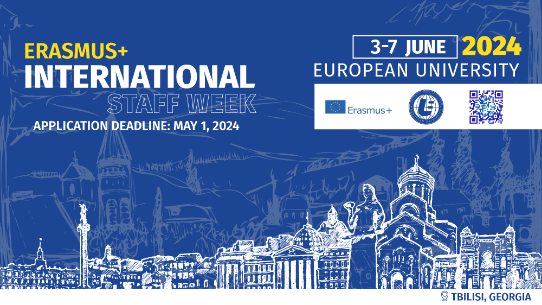 ERASMUS+
INTERNATIONAL
STAFF WEEK
APPLICATION DEADLINE: MAY 1, 2024
3-7 JUNE 2024
EUROPEAN UNIVERSITY
Erasmus+
TBILISI, GEORGIA